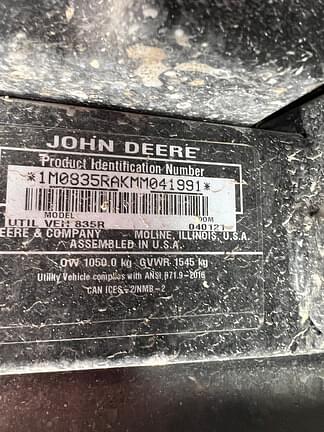 JOHN DEERE
Product Identification Number
*1M0835RAKMM041991*
MODEL DOM
UTIL VEH 835R 040121
DEERE & COMPANY MOLINE, ILLINOIS, U.S.A.
ASSEMBLED IN U.S.A.
OW 1050.0 kg GVWR 1545 kg
Utility Vehicle complies with ANSI B71.9-2016
CAN ICES-2/NMB-2